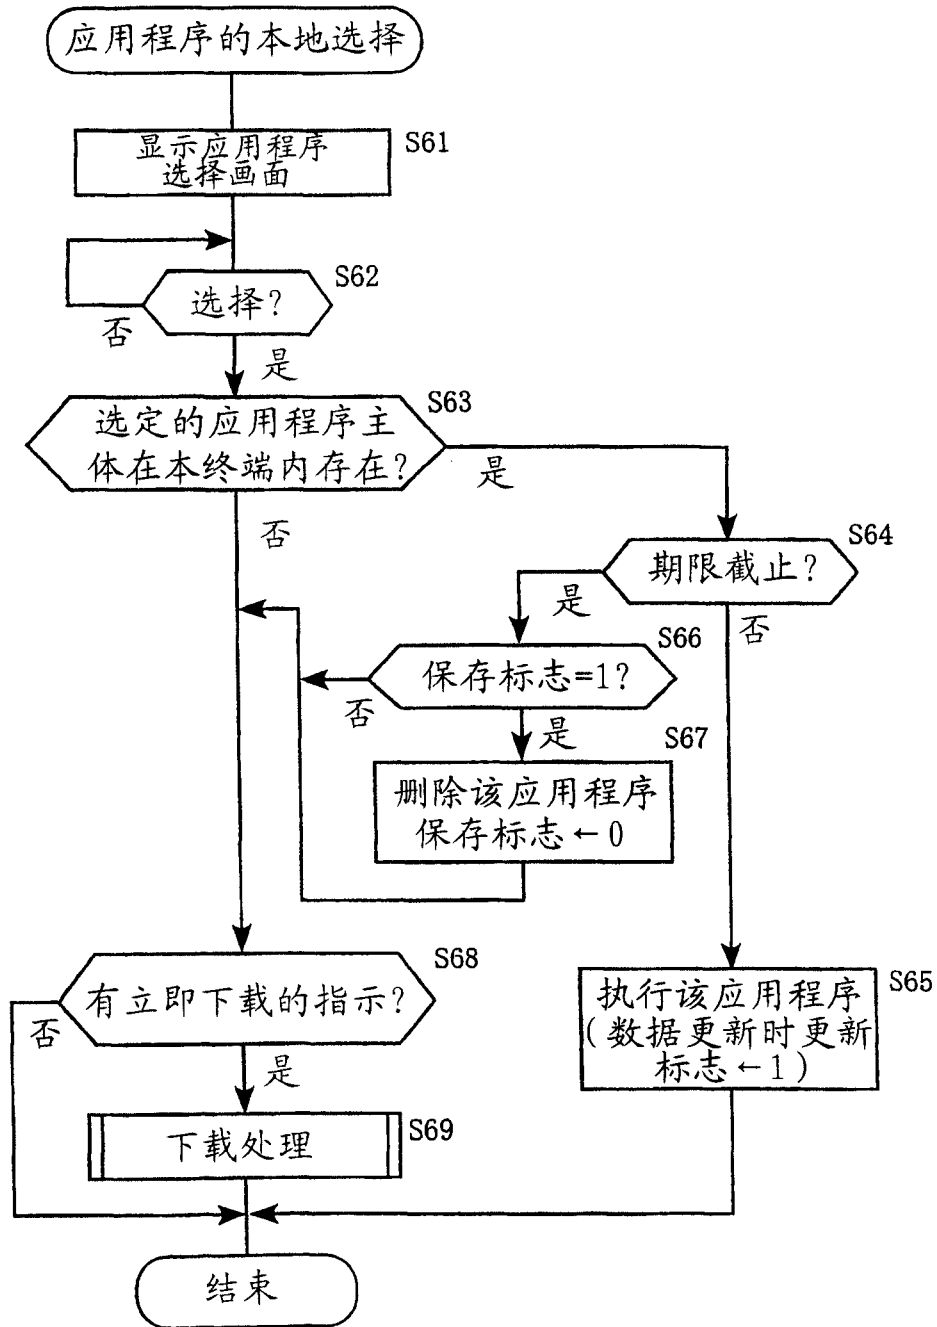 应用程序的本地选择
显示应用程序
选择画面
S61
选择?
S62
否
是
选定的应用程序主
体在本终端内存在?
S63
是
否
期限截止?
S64
是
否
保存标志=1?
S66
否
是
S67
删除该应用程序
保存标志←0
有立即下载的指示?
S68
否
是
执行该应用程序
(数据更新时更新
标志←1)
S65
下载处理
S69
结束